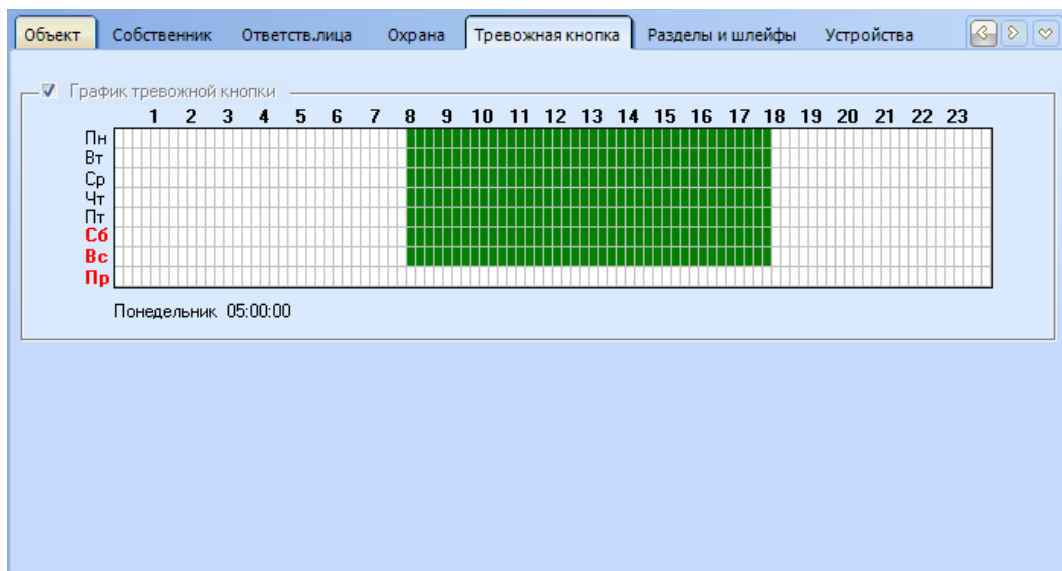 Объект Собственник Ответств.лица Охрана Тревожная кнопка Разделы и шлейфы Устройства
График тревожной кнопки
1 2 3 4 5 6 7 8 9 10 11 12 13 14 15 16 17 18 19 20 21 22 23
Пн
Вт
Ср
Чт
Пт
Сб
Вс
Пр
Понедельник 05:00:00